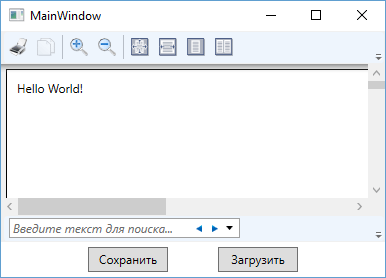 MainWindow
Hello World!
Введите текст для поиска...
Сохранить
Загрузить